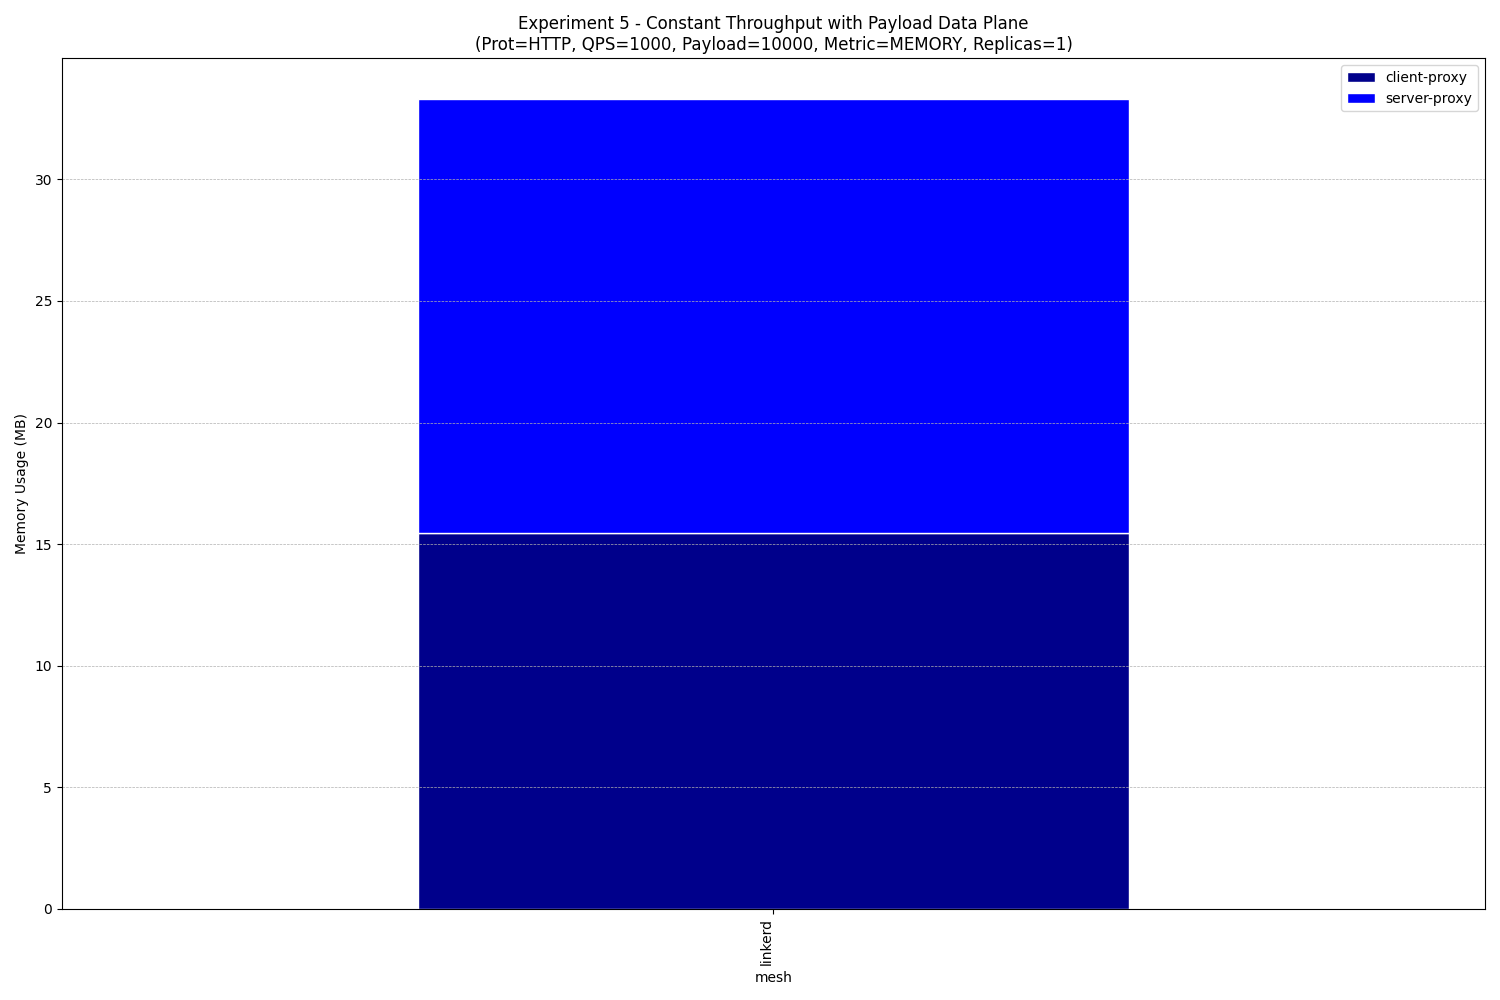 Experiment 5 - Constant Throughput with Payload Data Plane
(Prot=HTTP, QPS=1000, Payload=10000, Metric=MEMORY, Replicas=1)
client-proxy
server-proxy
Memory Usage (MB)
30
25
20
15
10
5
0
linkerd
mesh